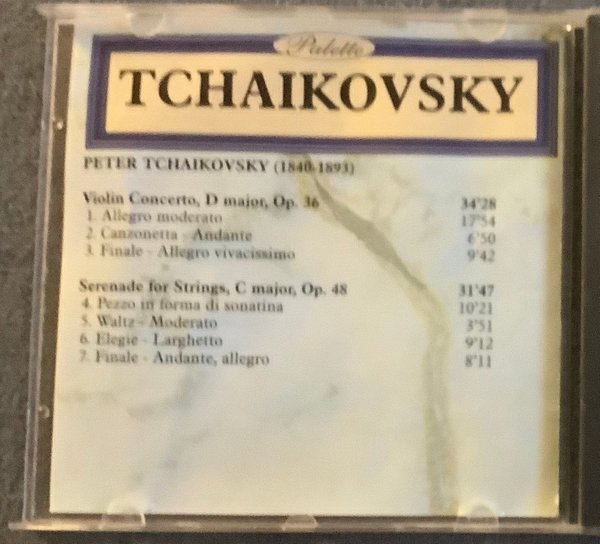 Palette
TCHAIKOVSKY
PETER TCHAIKOVSKY (1840-1893)
Violin Concerto, D major, Op. 36 34'28
1. Allegro moderato 17'54
2. Canzonetta - Andante 6'50
3. Finale - Allegro vivacissimo 9'42
Serenade for Strings, C major, Op. 48 31'47
4. Pezzo in forma di sonatina 10'21
5. Waltz - Moderato 3'51
6. Elegie - Larghetto 9'12
7. Finale - Andante, allegro 8'11